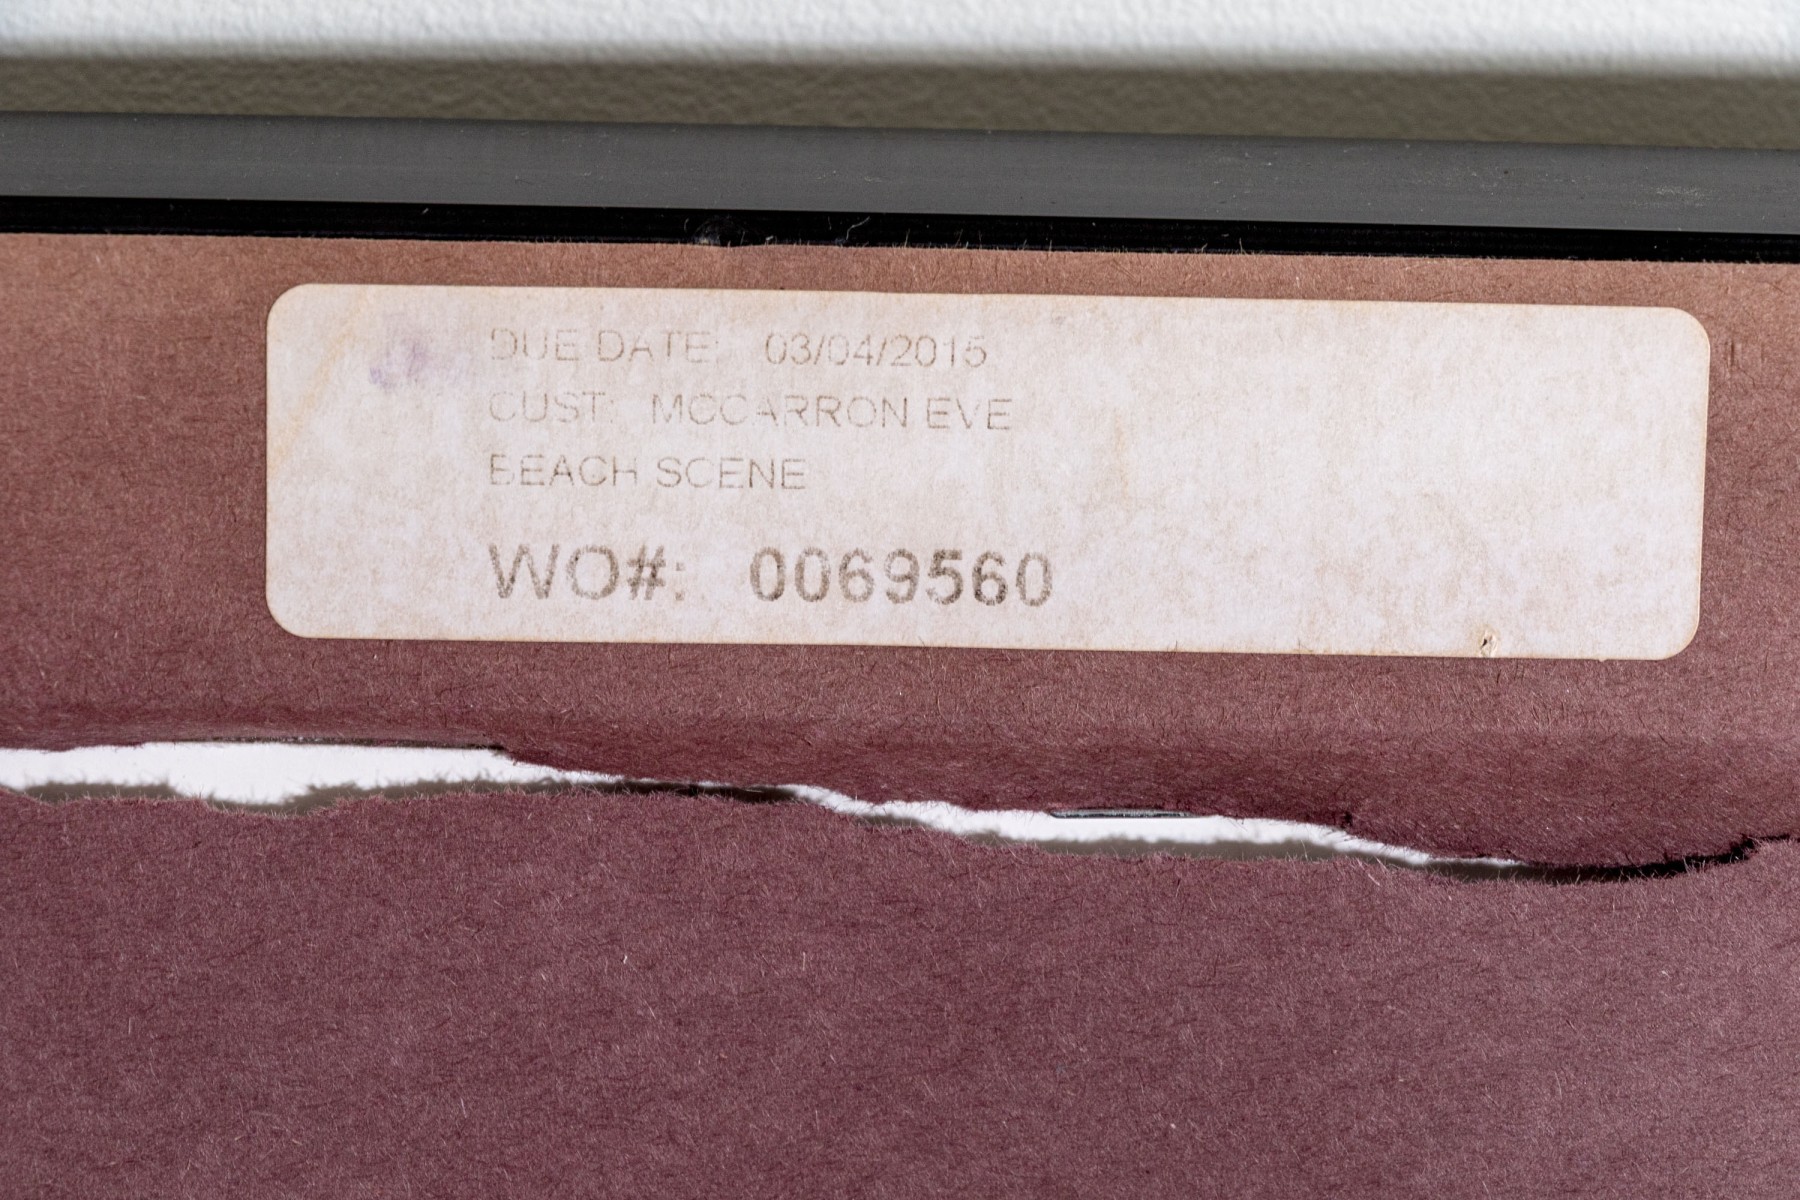 DUE DATE: 03/04/2015
CUST: MCCARRON EVE
BEACH SCENE
WO#: 0069560